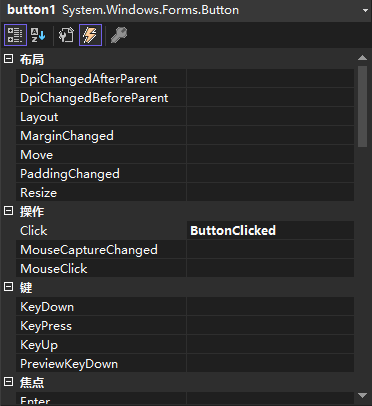 button1 System.Windows.Forms.Button
布局
DpiChangedAfterParent
DpiChangedBeforeParent
Layout
MarginChanged
Move
PaddingChanged
Resize
操作
Click ButtonClicked
MouseCaptureChanged
MouseClick
键
KeyDown
KeyPress
KeyUp
PreviewKeyDown
焦点
Enter